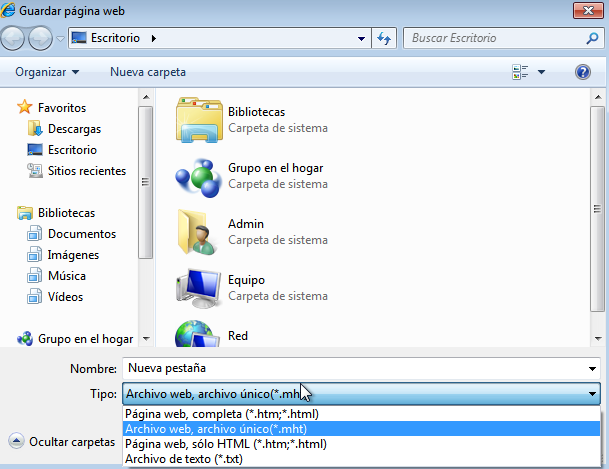 Guardar página web
Escritorio
Buscar Escritorio
Organizar
Nueva carpeta
Favoritos
Descargas
Escritorio
Sitios recientes
Bibliotecas
Documentos
Imágenes
Música
Vídeos
Grupo en el hogar
Bibliotecas
Carpeta de sistema
Grupo en el hogar
Carpeta de sistema
Admin
Carpeta de sistema
Equipo
Carpeta de sistema
Red
Nombre: Nueva pestaña
Tipo: Archivo web, archivo único(*.mht
Página web, completa (*.htm;*.html)
Archivo web, archivo único(*.mht)
Página web, sólo HTML (*.htm;*.html)
Archivo de texto (*.txt)
Ocultar carpetas